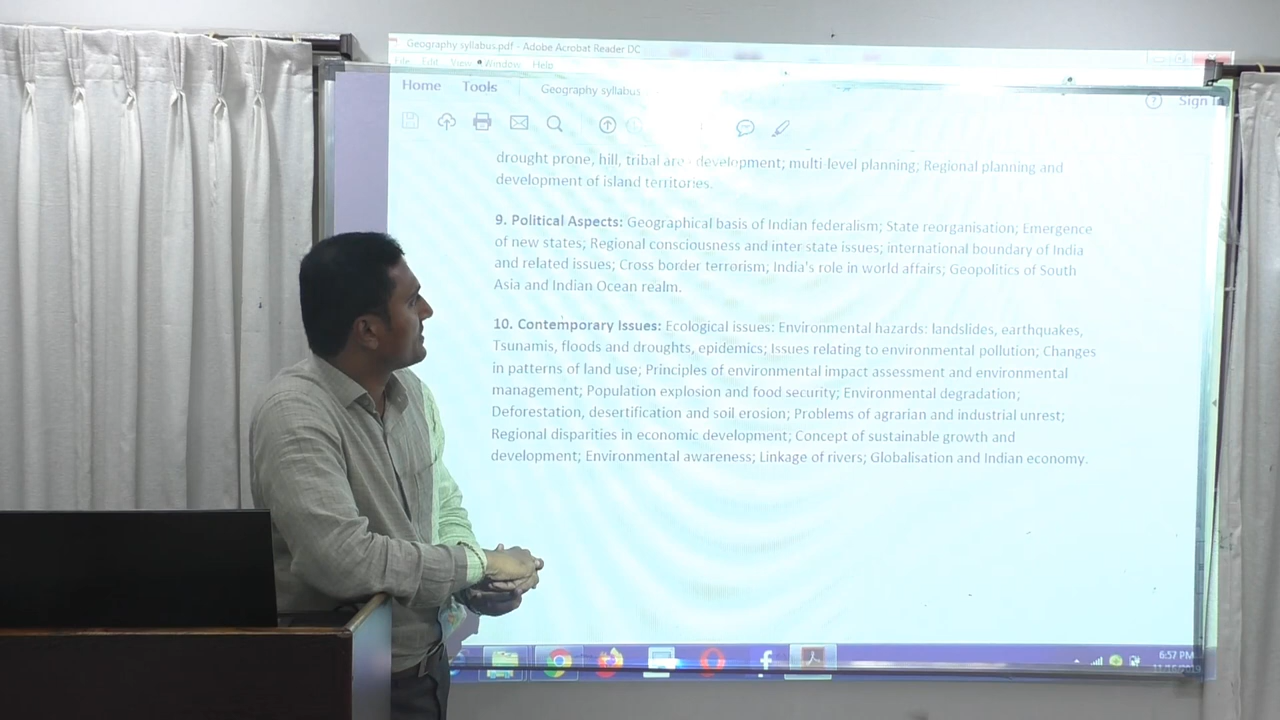 Geography syllabus.pdf - Adobe Acrobat Reader DC
File Edit View Window Help
Home Tools Geography syllabus
Sign In
drought prone, hill, tribal area development; multi-level planning; Regional planning and
development of island territories.
9. Political Aspects: Geographical basis of Indian federalism; State reorganisation; Emergence
of new states; Regional consciousness and inter state issues; international boundary of India
and related issues; Cross border terrorism; India's role in world affairs; Geopolitics of South
Asia and Indian Ocean realm.
10. Contemporary Issues: Ecological issues: Environmental hazards: landslides, earthquakes,
Tsunamis, floods and droughts, epidemics; Issues relating to environmental pollution; Changes
in patterns of land use; Principles of environmental impact assessment and environmental
management; Population explosion and food security; Environmental degradation;
Deforestation, desertification and soil erosion; Problems of agrarian and industrial unrest;
Regional disparities in economic development; Concept of sustainable growth and
development; Environmental awareness; Linkage of rivers; Globalisation and Indian economy.
6:57 PM